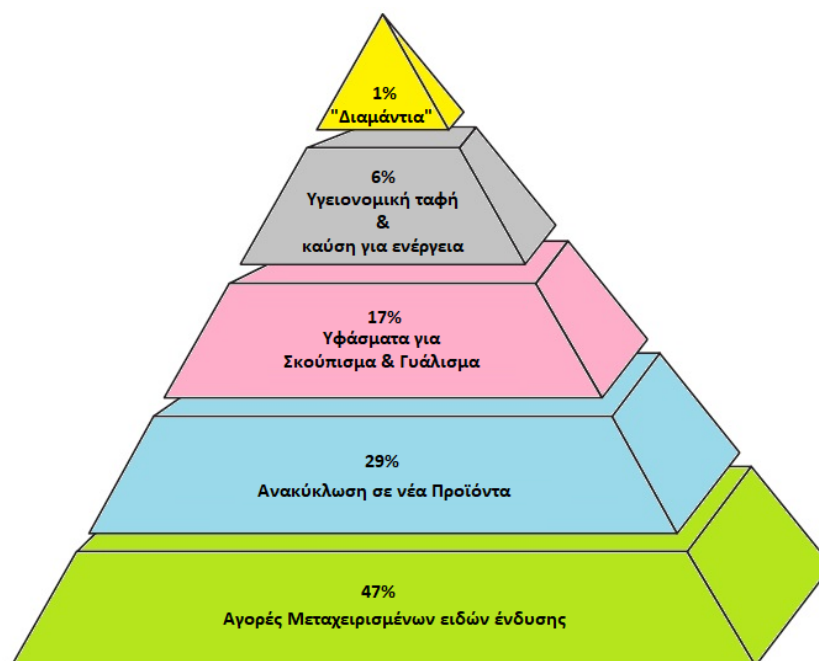 1%
"Διαμάντια"
6%
Υγειονομική ταφή
&
καύση για ενέργεια
17%
Υφάσματα για
Σκούπισμα & Γυάλισμα
29%
Ανακύκλωση σε νέα Προϊόντα
47%
Αγορές Μεταχειρισμένων ειδών ένδυσης